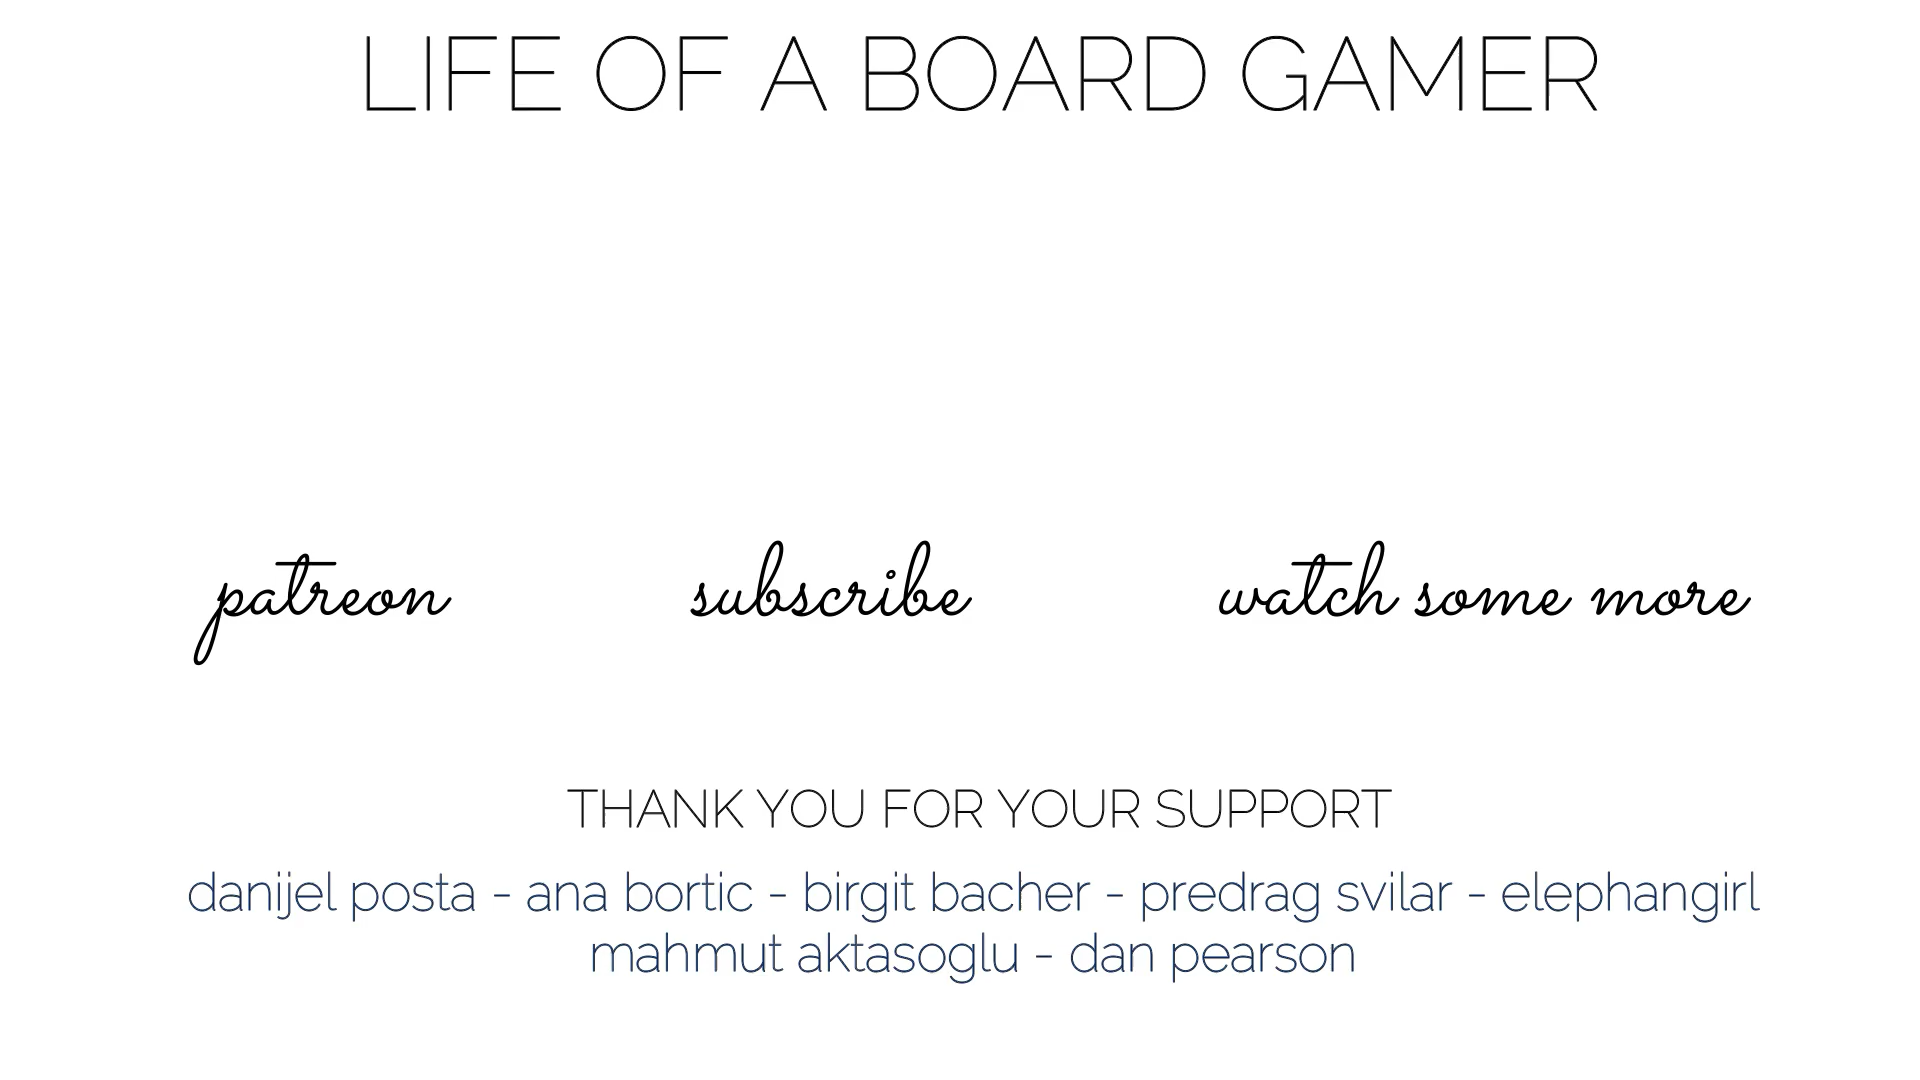 LIFE OF A BOARD GAMER
patreon subscribe watch some more
THANK YOU FOR YOUR SUPPORT
danijel posta - ana bortic - birgit bacher - predrag svilar - elephangirl
mahmut aktasoglu - dan pearson